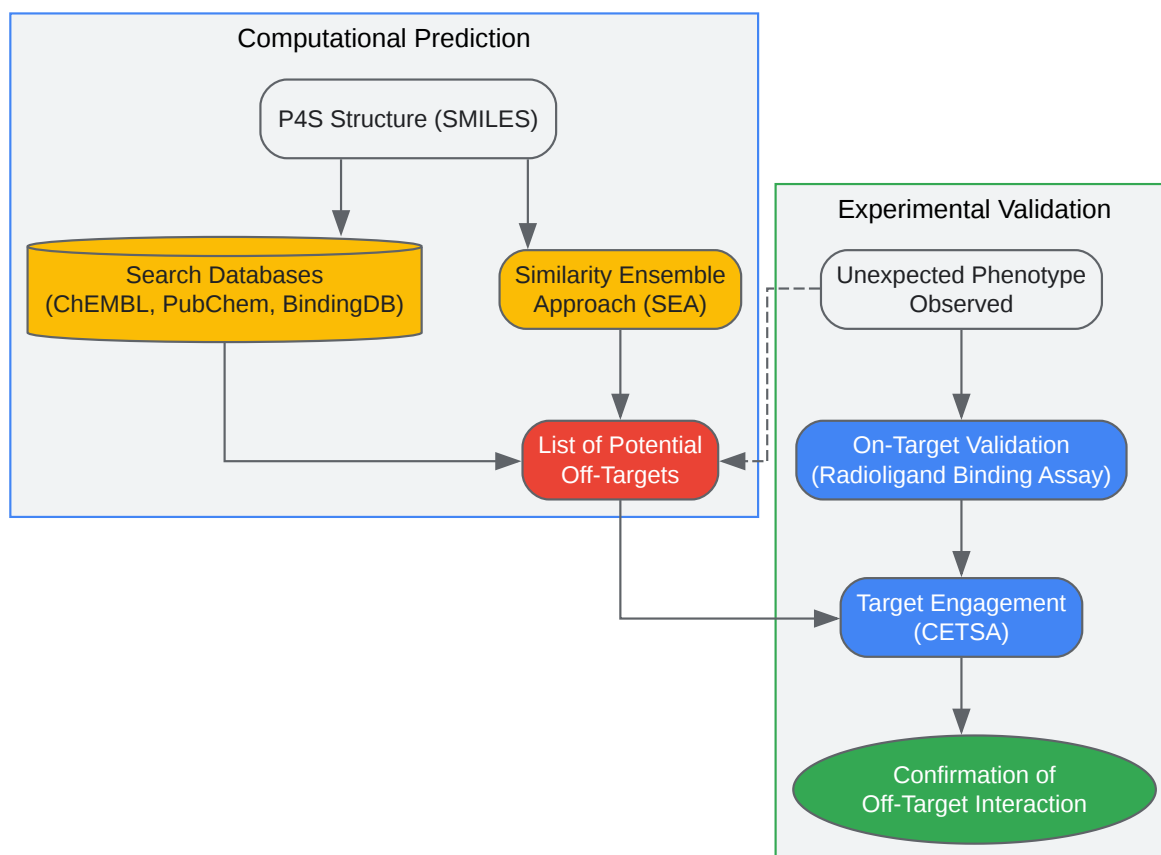 Computational Prediction
P4S Structure (SMILES)
Search Databases
(ChEMBL, PubChem, BindingDB)
Similarity Ensemble
Approach (SEA)
List of Potential
Off-Targets
Experimental Validation
Unexpected Phenotype
Observed
On-Target Validation
(Radioligand Binding Assay)
Target Engagement
(CETSA)
Confirmation of
Off-Target Interaction